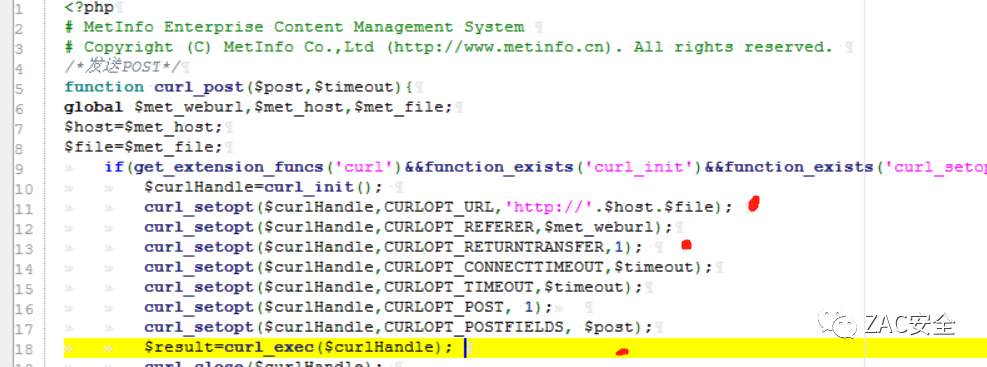 1 <?php
2 # MetInfo Enterprise Content Management System
3 # Copyright (C) MetInfo Co.,Ltd (http://www.metinfo.cn). All rights reserved.
4 /*发送POST*/
5 function curl_post($post,$timeout){
6 global $met_weburl,$met_host,$met_file;
7 $host=$met_host;
8 $file=$met_file;
9 if(get_extension_funcs('curl')&&function_exists('curl_init')&&function_exists('curl_setop
10 $curlHandle=curl_init();
11 curl_setopt($curlHandle,CURLOPT_URL,'http://'.$host.$file);
12 curl_setopt($curlHandle,CURLOPT_REFERER,$met_weburl);
13 curl_setopt($curlHandle,CURLOPT_RETURNTRANSFER,1);
14 curl_setopt($curlHandle,CURLOPT_CONNECTTIMEOUT,$timeout);
15 curl_setopt($curlHandle,CURLOPT_TIMEOUT,$timeout);
16 curl_setopt($curlHandle,CURLOPT_POST, 1);
17 curl_setopt($curlHandle,CURLOPT_POSTFIELDS, $post);
18 $result=curl_exec($curlHandle);
curl_close($curlHandle);
ZAC安全